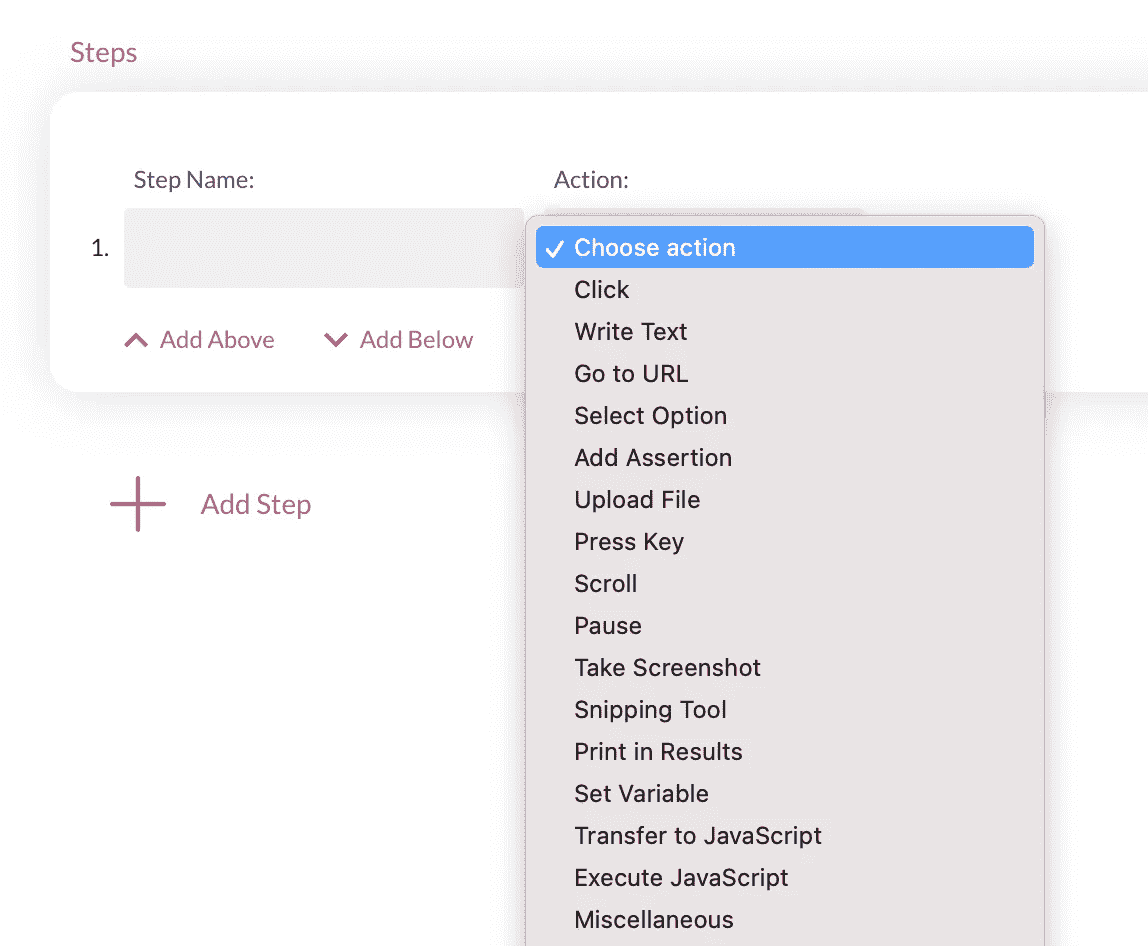 Steps
Step Name:
Action:
1.
Choose action
Click
Write Text
Go to URL
Select Option
Add Assertion
Upload File
Press Key
Scroll
Pause
Take Screenshot
Snipping Tool
Print in Results
Set Variable
Transfer to JavaScript
Execute JavaScript
Miscellaneous
Add Above
Add Below
Add Step